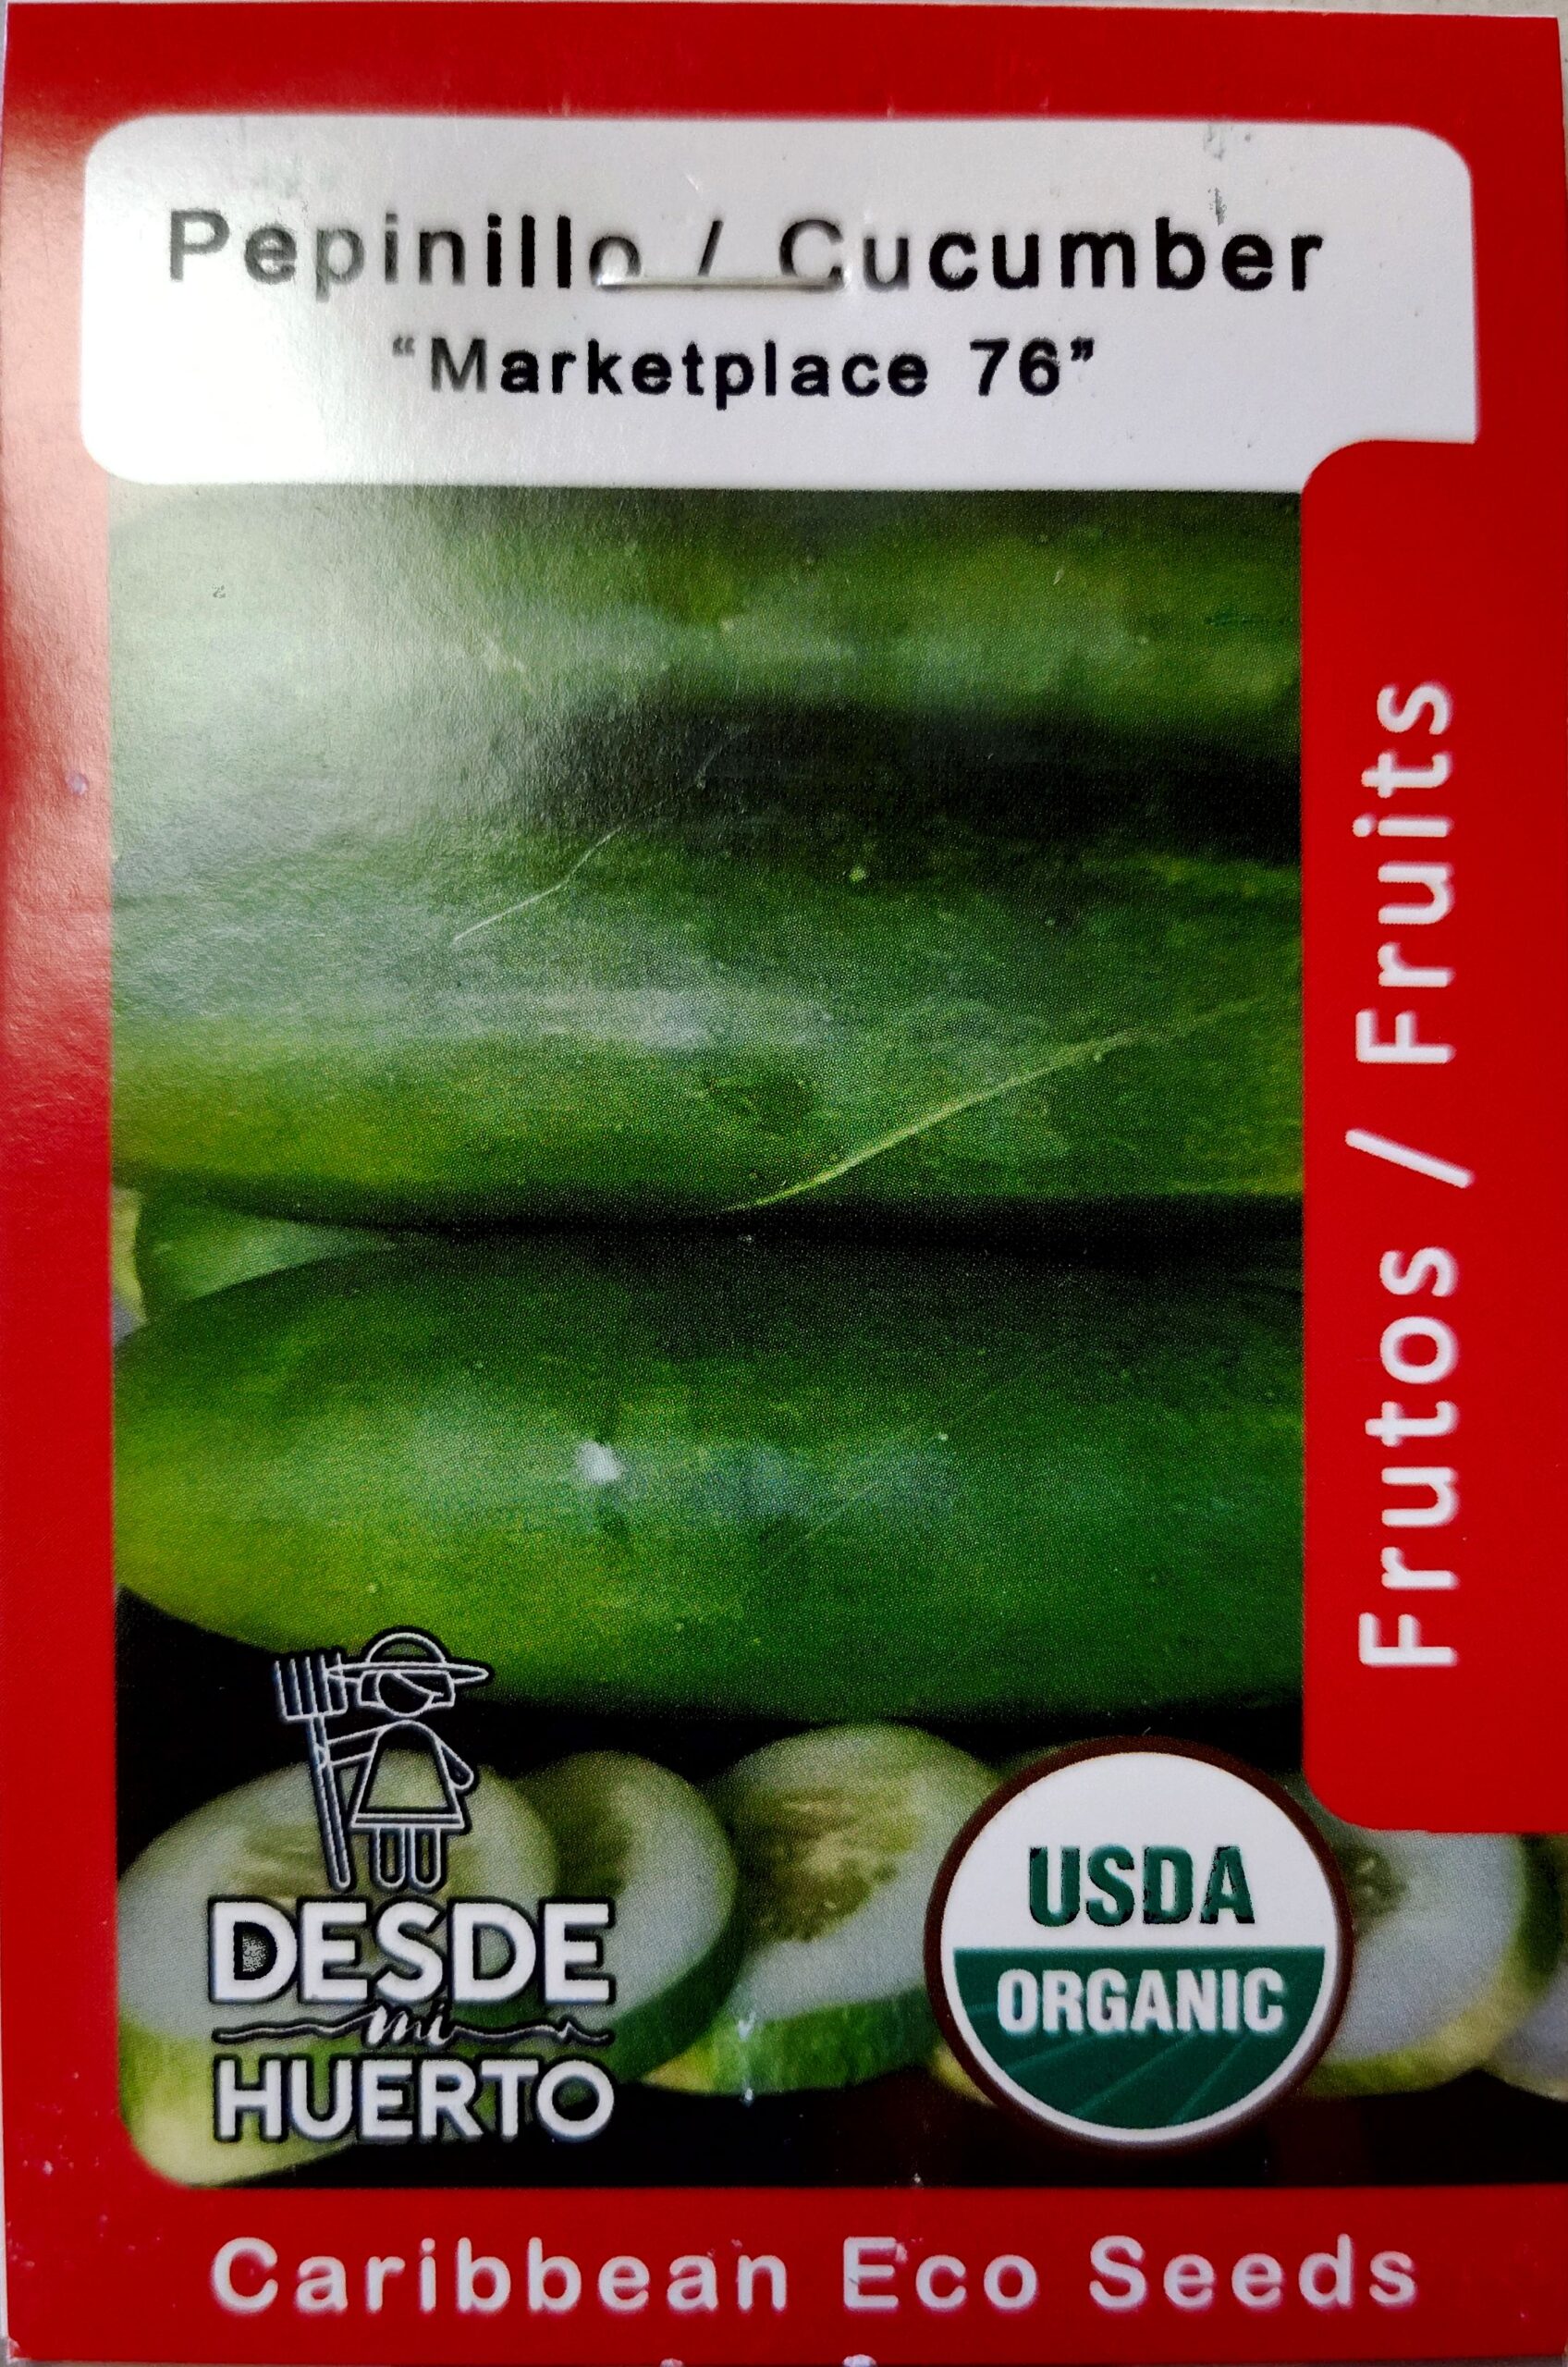 Pepinillo / Cucumber
“Marketplace 76”
Frutos / Fruits
DESDE
mi
HUERTO
USDA
ORGANIC
Caribbean Eco Seeds